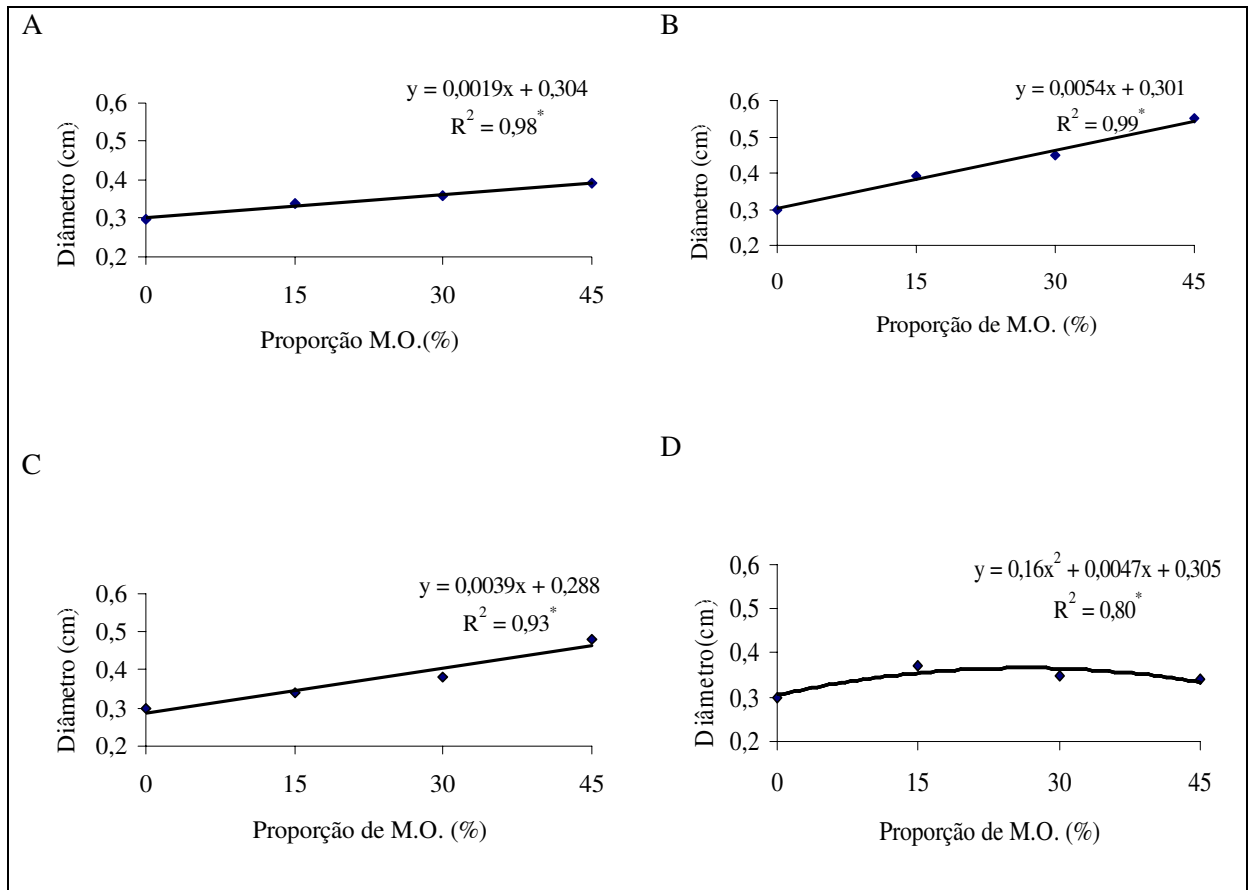 A
y = 0,0019x + 0,304
R² = 0,98*
Diâmetro (cm)
0,6
0,5
0,4
0,3
0,2
0 15 30 45
Proporção M.O.(%)
B
y = 0,0054x + 0,301
R² = 0,99*
Diâmetro (cm)
0,6
0,5
0,4
0,3
0,2
0 15 30 45
Proporção de M.O. (%)
C
y = 0,0039x + 0,288
R² = 0,93*
Diâmetro (cm)
0,6
0,5
0,4
0,3
0,2
0 15 30 45
Proporção de M.O. (%)
D
y = 0,16x² + 0,0047x + 0,305
R² = 0,80*
Diâmetro(cm)
0,6
0,5
0,4
0,3
0,2
0 15 30 45
Proporção de M.O. (%)